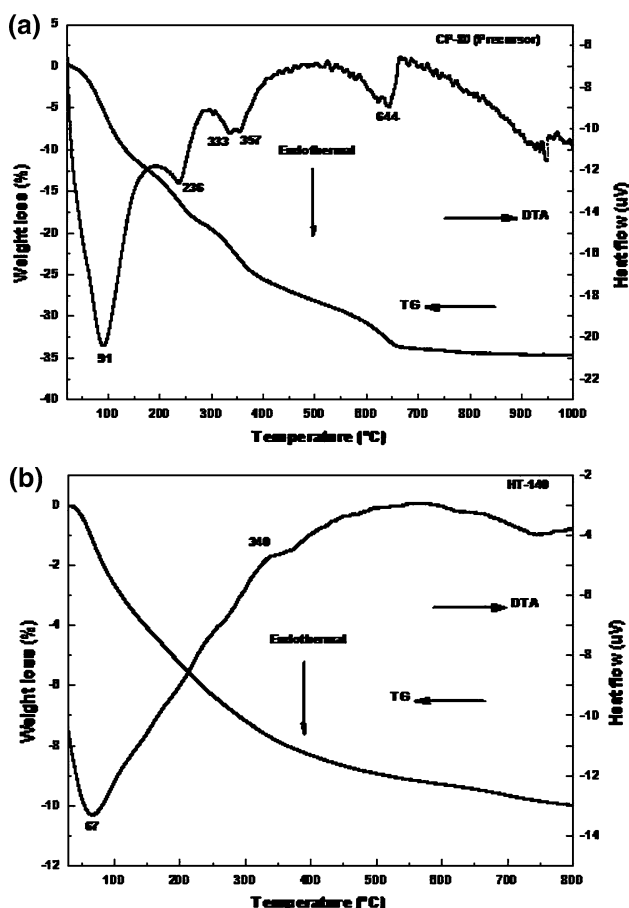 (a)
CP-80 (Precursor)
5
0
-5
-10
-15
-20
-25
-30
-35
-40
Weight loss (%)
-6
-8
-10
-12
-14
-16
-18
-20
-22
Heat flow (uV)
91
236
333
357
644
Endothermal
DTA
TG
100 200 300 400 500 600 700 800 900 1000
Temperature (°C)
(b)
HT-140
0
-2
-4
-6
-8
-10
-12
Weight loss (%)
-2
-4
-6
-8
-10
-12
-14
Heat flow (uV)
67
340
Endothermal
DTA
TG
100 200 300 400 500 600 700 800
Temperature (°C)